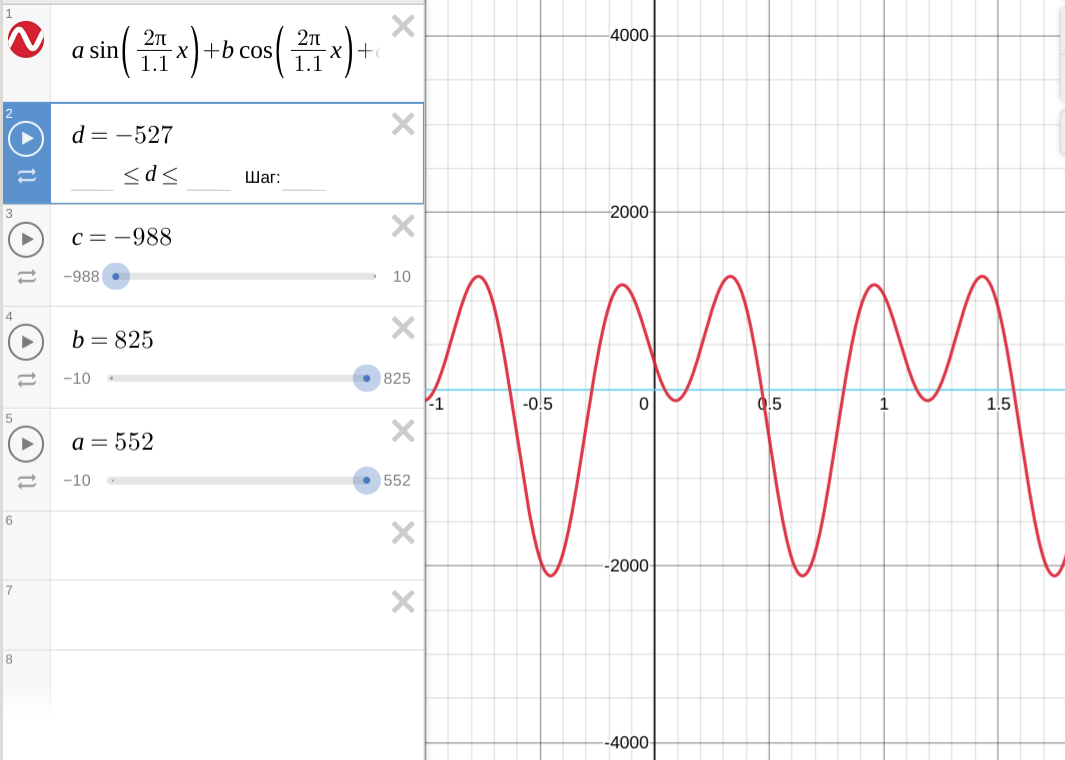 1
a sin(2π/1.1 x)+b cos(2π/1.1 x)+
2
d = −527
≤ d ≤ Шаг:
3
c = −988
−988 10
4
b = 825
−10 825
5
a = 552
−10 552
6
7
8
4000
2000
-1 -0.5 0 0.5 1 1.5
-2000
-4000